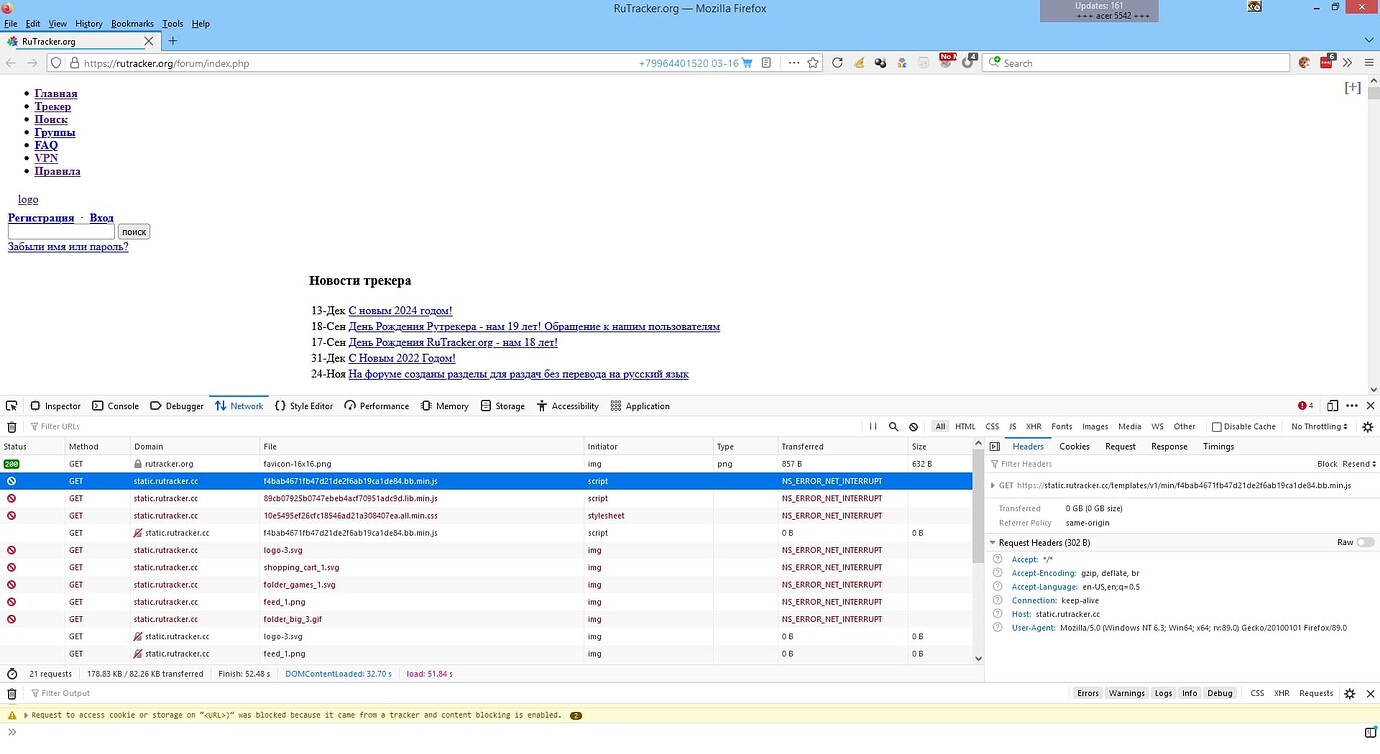 RuTracker.org — Mozilla Firefox
Updates: 161
+++ acer 5542 +++
File Edit View History Bookmarks Tools Help
RuTracker.org
https://rutracker.org/forum/index.php +79964401520 03-16 4 Search 6
[+]
Главная
Трекер
Поиск
Группы
FAQ
VPN
Правила
logo
Регистрация · Вход
поиск
Забыли имя или пароль?
Новости трекера
13-Дек С новым 2024 годом!
18-Сен День Рождения Рутрекера - нам 19 лет! Обращение к нашим пользователям
17-Сен День Рождения RuTracker.org - нам 18 лет!
31-Дек С Новым 2022 Годом!
24-Ноя На форуме созданы разделы для раздач без перевода на русский язык
Inspector Console Debugger Network Style Editor Performance Memory Storage Accessibility Application 4
Filter URLs All HTML CSS JS XHR Fonts Images Media WS Other Disable Cache No Throttling
Status Method Domain File Initiator Type Transferred Size
200 GET rutracker.org favicon-16x16.png img png 857 B 632 B
GET static.rutracker.cc f4bab4671fb47d21de2f6ab19ca1de84.bb.min.js script NS_ERROR_NET_INTERRUPT
GET static.rutracker.cc 89cb07925b0747ebeb4acf70951adc9d.lib.min.js script NS_ERROR_NET_INTERRUPT
GET static.rutracker.cc 10e5495ef26cfc18546ad21a308407ea.all.min.css stylesheet NS_ERROR_NET_INTERRUPT
GET static.rutracker.cc f4bab4671fb47d21de2f6ab19ca1de84.bb.min.js script 0 B 0 B
GET static.rutracker.cc logo-3.svg img NS_ERROR_NET_INTERRUPT
GET static.rutracker.cc shopping_cart_1.svg img NS_ERROR_NET_INTERRUPT
GET static.rutracker.cc folder_games_1.svg img NS_ERROR_NET_INTERRUPT
GET static.rutracker.cc feed_1.png img NS_ERROR_NET_INTERRUPT
GET static.rutracker.cc folder_big_3.gif img NS_ERROR_NET_INTERRUPT
GET static.rutracker.cc logo-3.svg img 0 B 0 B
GET static.rutracker.cc feed_1.png img 0 B 0 B
21 requests 178.83 KB / 82.26 KB transferred Finish: 52.48 s DOMContentLoaded: 32.70 s load: 51.84 s
Headers Cookies Request Response Timings
Filter Headers Block Resend
GET https://static.rutracker.cc/templates/v1/min/f4bab4671fb47d21de2f6ab19ca1de84.bb.min.js
Transferred 0 GB (0 GB size)
Referrer Policy same-origin
Request Headers (302 B) Raw
Accept: */*
Accept-Encoding: gzip, deflate, br
Accept-Language: en-US,en;q=0.5
Connection: keep-alive
Host: static.rutracker.cc
User-Agent: Mozilla/5.0 (Windows NT 6.3; Win64; x64; rv:89.0) Gecko/20100101 Firefox/89.0
Filter Output Errors Warnings Logs Info Debug CSS XHR Requests
Request to access cookie or storage on “<URL>)” was blocked because it came from a tracker and content blocking is enabled. 2